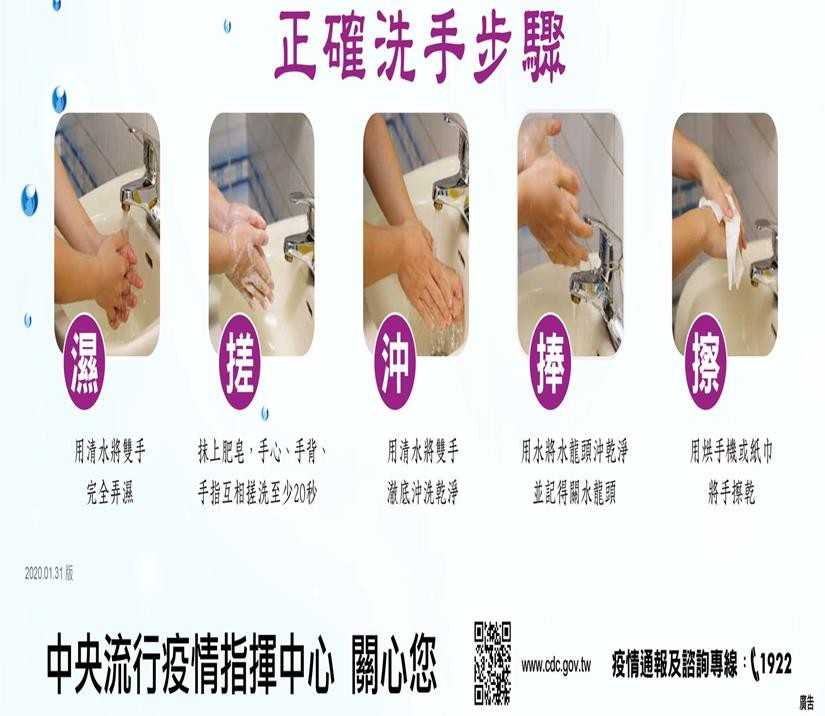 正確洗手步驟
濕
搓
沖
捧
擦
用清水將雙手
完全弄濕
抹上肥皂，手心、手背、
手指互相搓洗至少20秒
用清水將雙手
澈底沖洗乾淨
用水將水龍頭沖乾淨
並記得關水龍頭
用烘手機或紙巾
將手擦乾
2020.01.31 版
中央流行疫情指揮中心 關心您
www.cdc.gov.tw
疫情通報及諮詢專線：1922
廣告